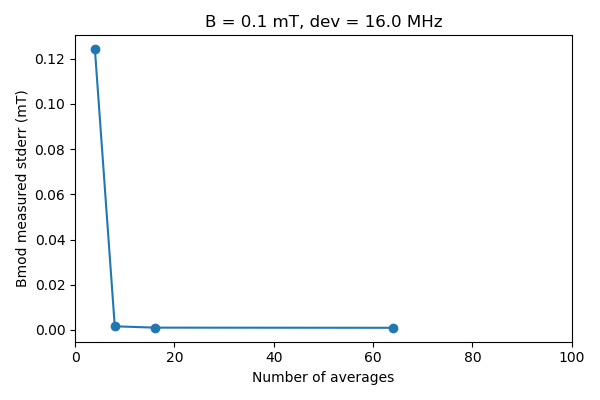 B = 0.1 mT, dev = 16.0 MHz
Bmod measured stderr (mT)
0.12
0.10
0.08
0.06
0.04
0.02
0.00
0 20 40 60 80 100
Number of averages